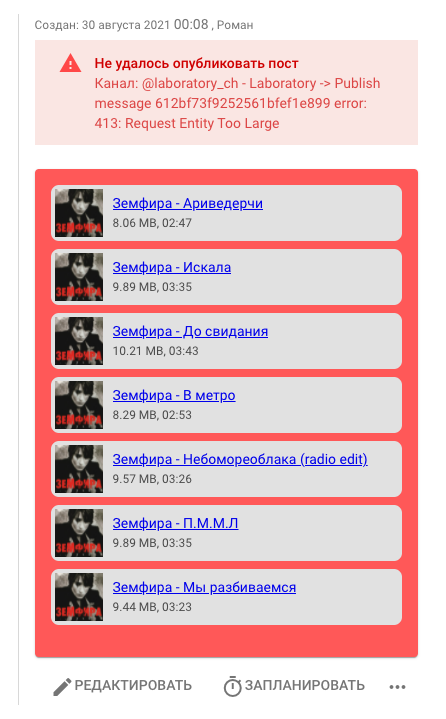 Создан: 30 августа 2021 00:08 , Роман
Не удалось опубликовать пост
Канал: @laboratory_ch - Laboratory -> Publish
message 612bf73f9252561bfef1e899 error:
413: Request Entity Too Large
ЗЕМФИРА
Земфира - Ариведерчи
8.06 MB, 02:47
ЗЕМФИРА
Земфира - Искала
9.89 MB, 03:35
ЗЕМФИРА
Земфира - До свидания
10.21 MB, 03:43
ЗЕМФИРА
Земфира - В метро
8.29 MB, 02:53
ЗЕМФИРА
Земфира - Небомореоблака (radio edit)
9.57 MB, 03:26
ЗЕМФИРА
Земфира - П.М.М.Л
9.89 MB, 03:35
ЗЕМФИРА
Земфира - Мы разбиваемся
9.44 MB, 03:23
РЕДАКТИРОВАТЬ
ЗАПЛАНИРОВАТЬ